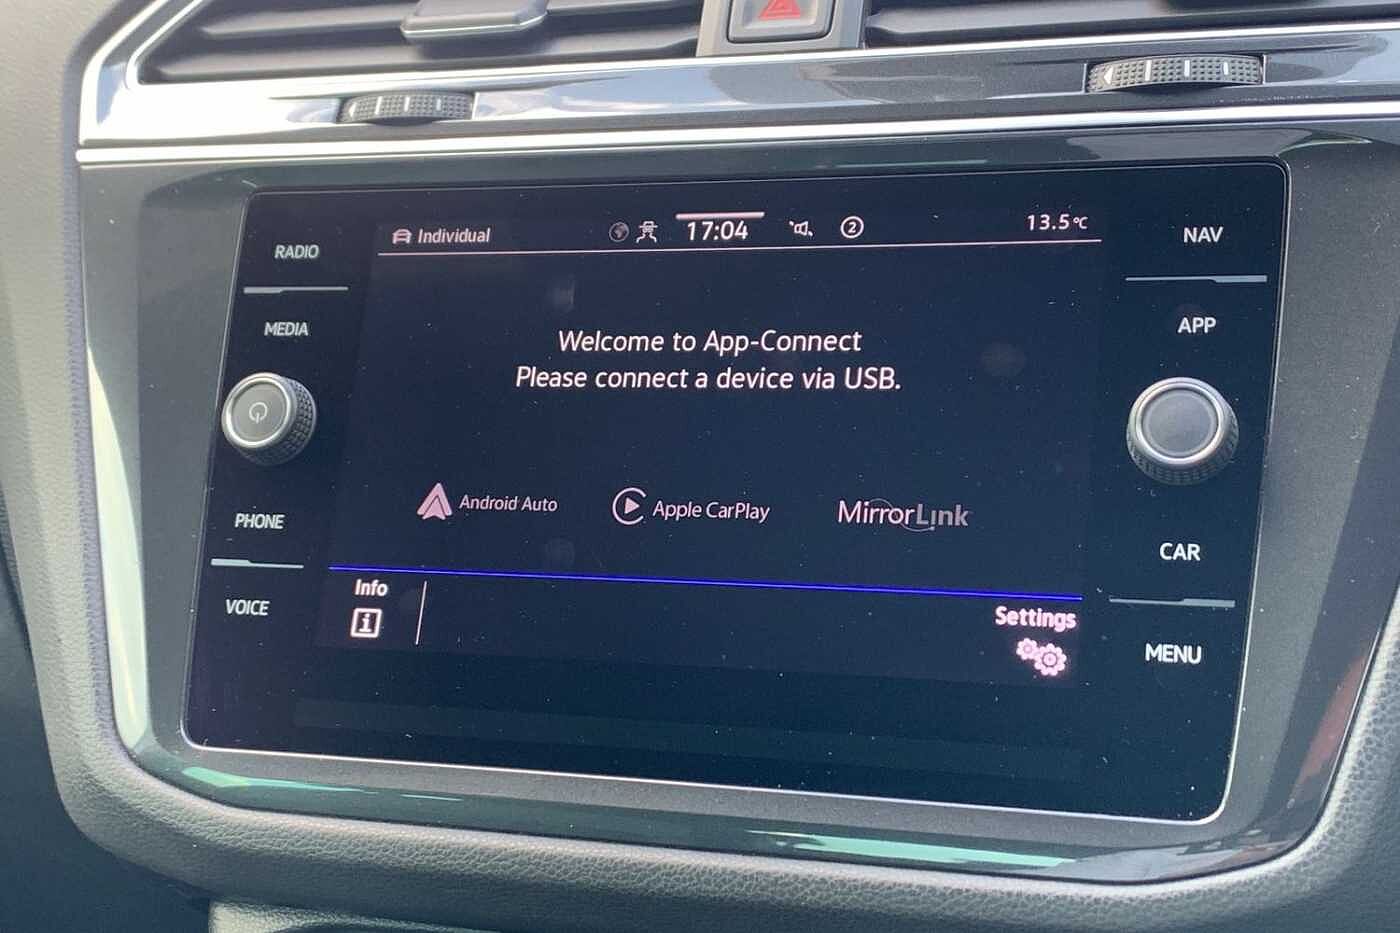 Individual 17:04 2 13.5°C
RADIO
NAV
MEDIA
APP
Welcome to App-Connect
Please connect a device via USB.
Android Auto Apple CarPlay MirrorLink
PHONE
CAR
VOICE
MENU
Info
i
Settings